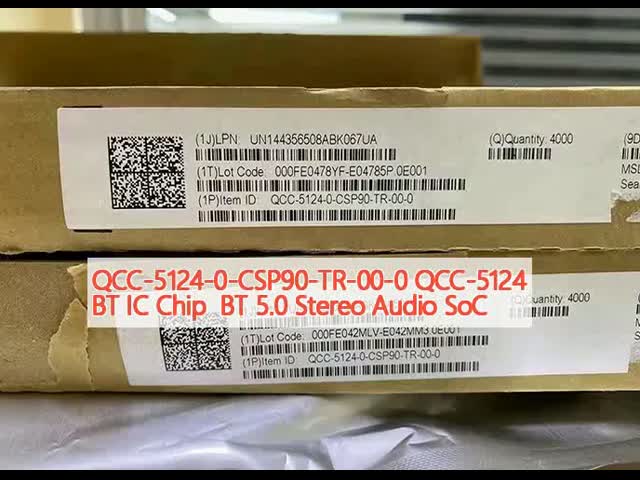 (1J)LPN: UN144356508ABK067UA
(Q)Quantity: 4000
(9D
(1T)Lot Code: 000FE0478YF-E04785P.0E001
MSL
Sea
(1P)Item ID QCC-5124-0-CSP90-TR-00-0
QCC-5124-0-CSP90-TR-00-0 QCC-5124
BT IC Chip BT 5.0 Stereo Audio SoC
Quantity: 4000
(1T)Lot Code: 000FE042MLV-E042MM3.0E001
(1P)Item ID QCC-5124-0-CSP90-TR-00-0